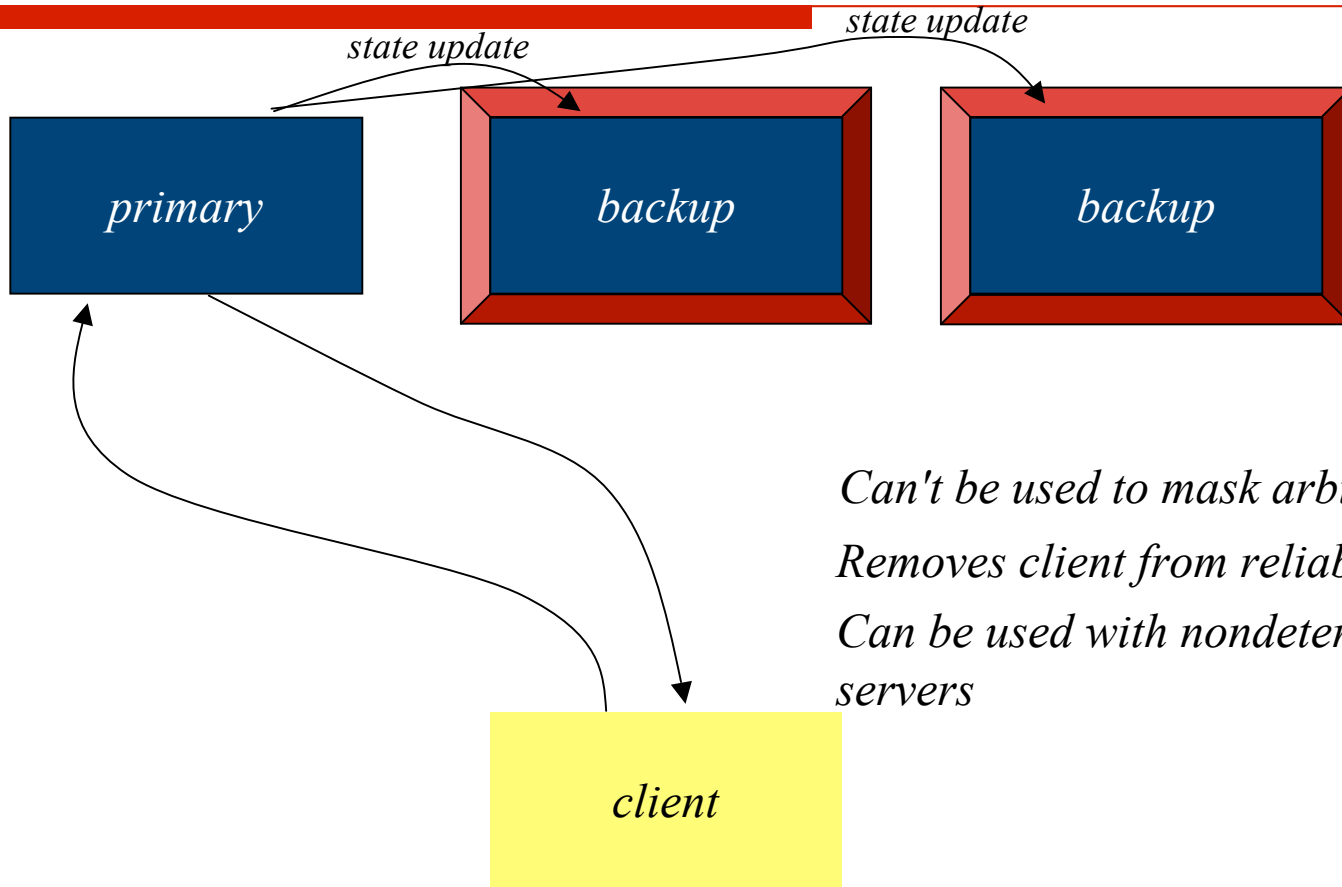 state update
state update
primary
backup
backup
Can't be used to mask
Removes client from
Can be used with
servers
client